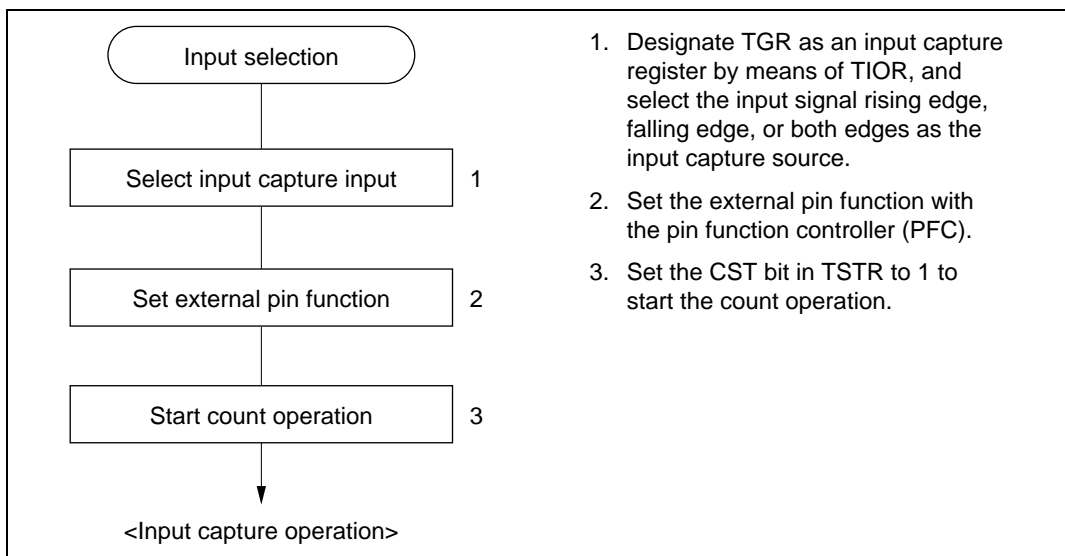 Input selection
Select input capture input
1
Set external pin function
2
Start count operation
3
<Input capture operation>
1. Designate TGR as an input capture
register by means of TIOR, and
select the input signal rising edge,
falling edge, or both edges as the
input capture source.
2. Set the external pin function with
the pin function controller (PFC).
3. Set the CST bit in TSTR to 1 to
start the count operation.